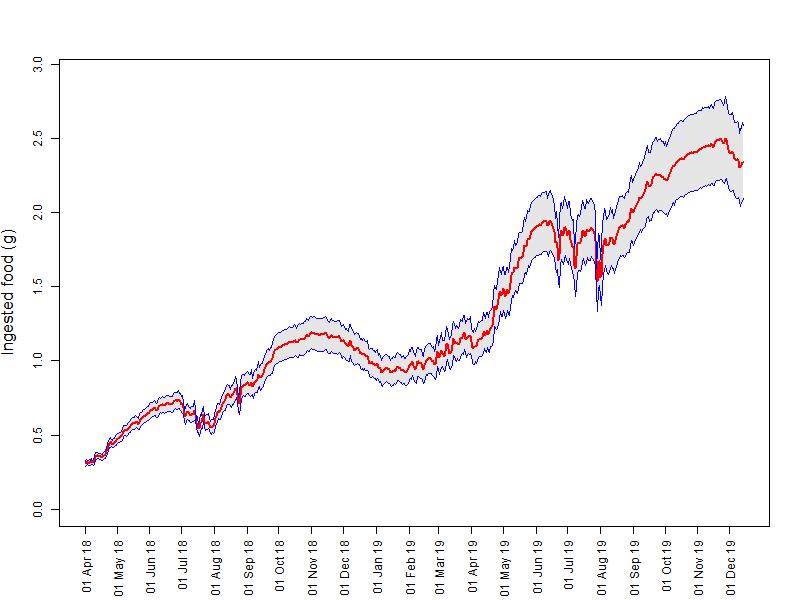 Ingested food (g)
3.0
2.5
2.0
1.5
1.0
0.5
0.0
01 Apr 18
01 May 18
01 Jun 18
01 Jul 18
01 Aug 18
01 Sep 18
01 Oct 18
01 Nov 18
01 Dec 18
01 Jan 19
01 Feb 19
01 Mar 19
01 Apr 19
01 May 19
01 Jun 19
01 Jul 19
01 Aug 19
01 Sep 19
01 Oct 19
01 Nov 19
01 Dec 19